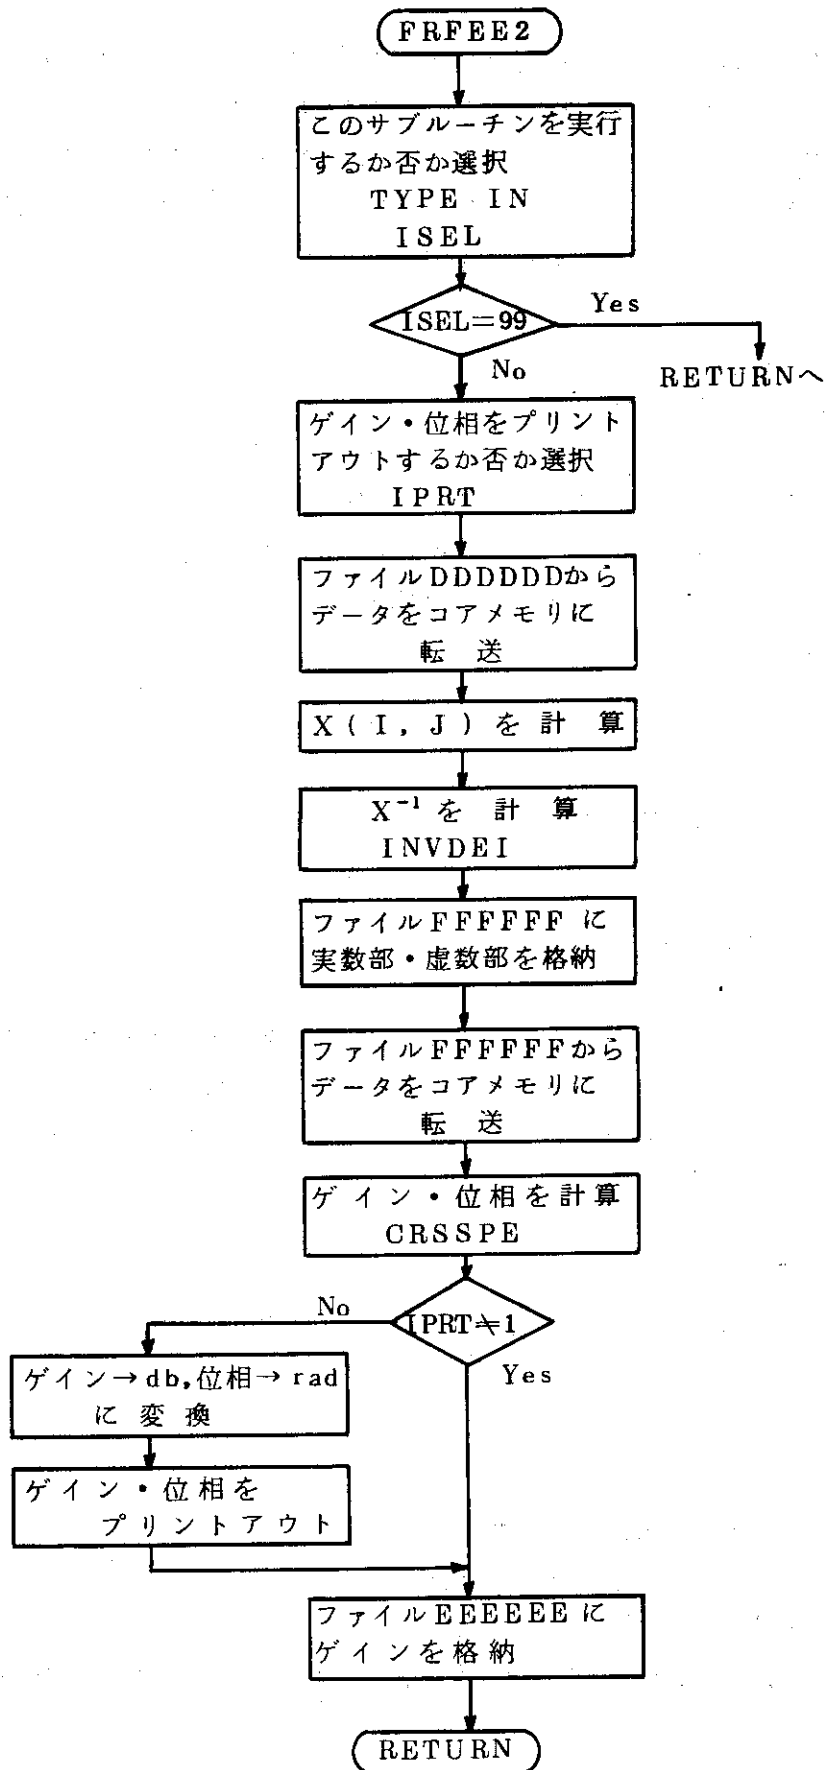 FRFEE2
このサブルーチンを実行
するか否か選択
TYPE IN
ISEL
ISEL=99
Yes
No
RETURNへ
ゲイン・位相をプリント
アウトするか否か選択
IPRT
ファイルDDDDDDから
データをコアメモリに
転送
X(I,J)を計算
X⁻¹を計算
INVDEI
ファイルFFFFFFに
実数部・虚数部を格納
ファイルFFFFFFから
データをコアメモリに
転送
ゲイン・位相を計算
CRSSPE
No
IPRT≠1
Yes
ゲイン→db,位相→rad
に変換
ゲイン・位相を
プリントアウト
ファイルEEEEEEに
ゲインを格納
RETURN